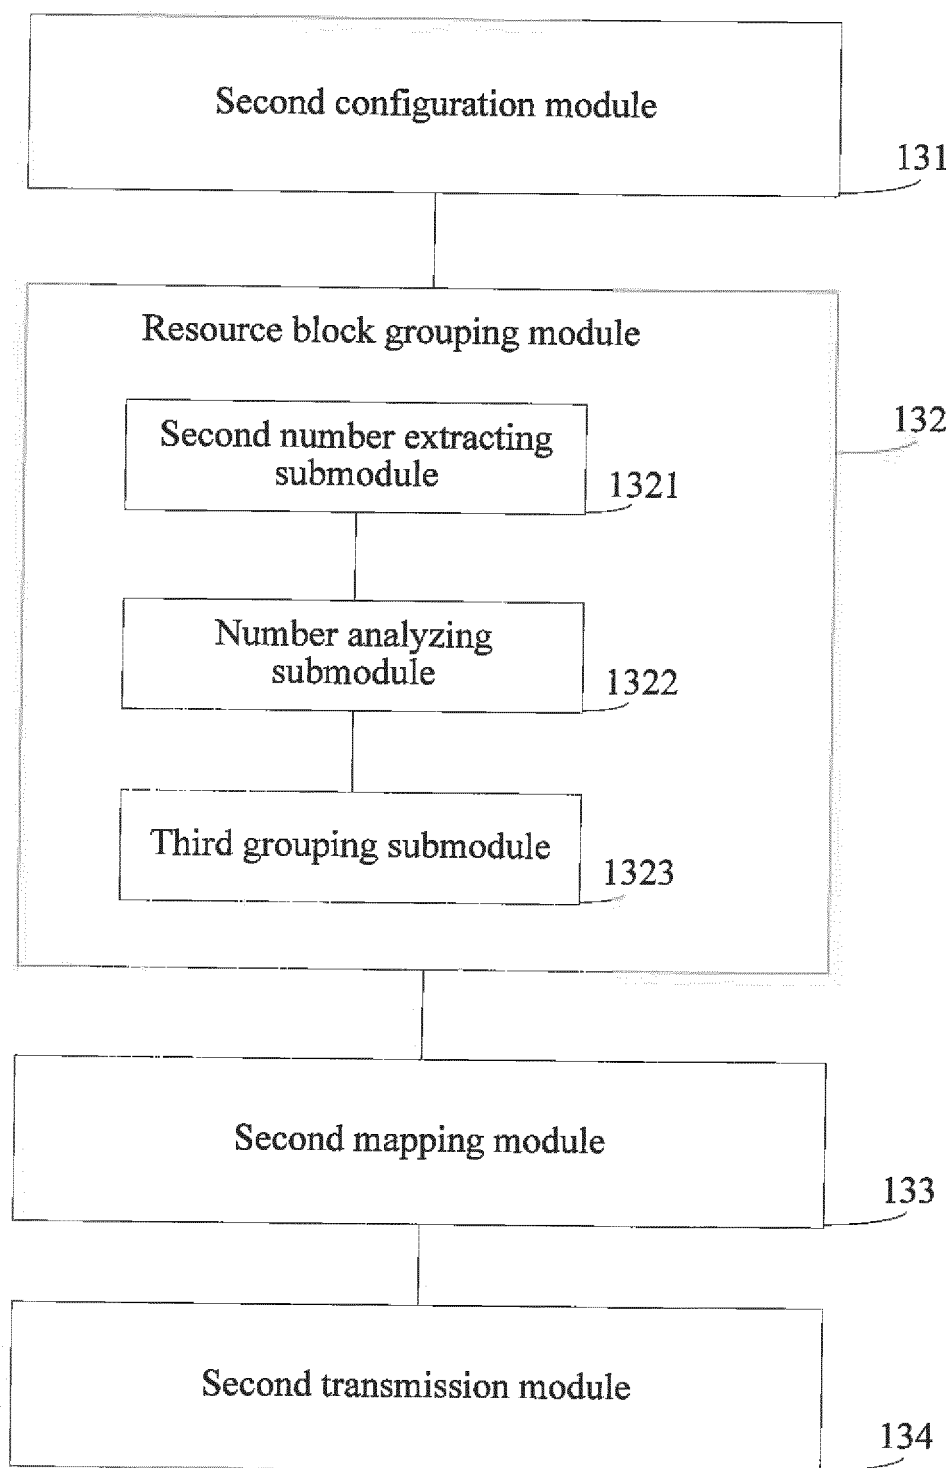 Second configuration module
131
Resource block grouping module
132
Second number extracting
submodule
1321
Number analyzing
submodule
1322
Third grouping submodule
1323
Second mapping module
133
Second transmission module
134